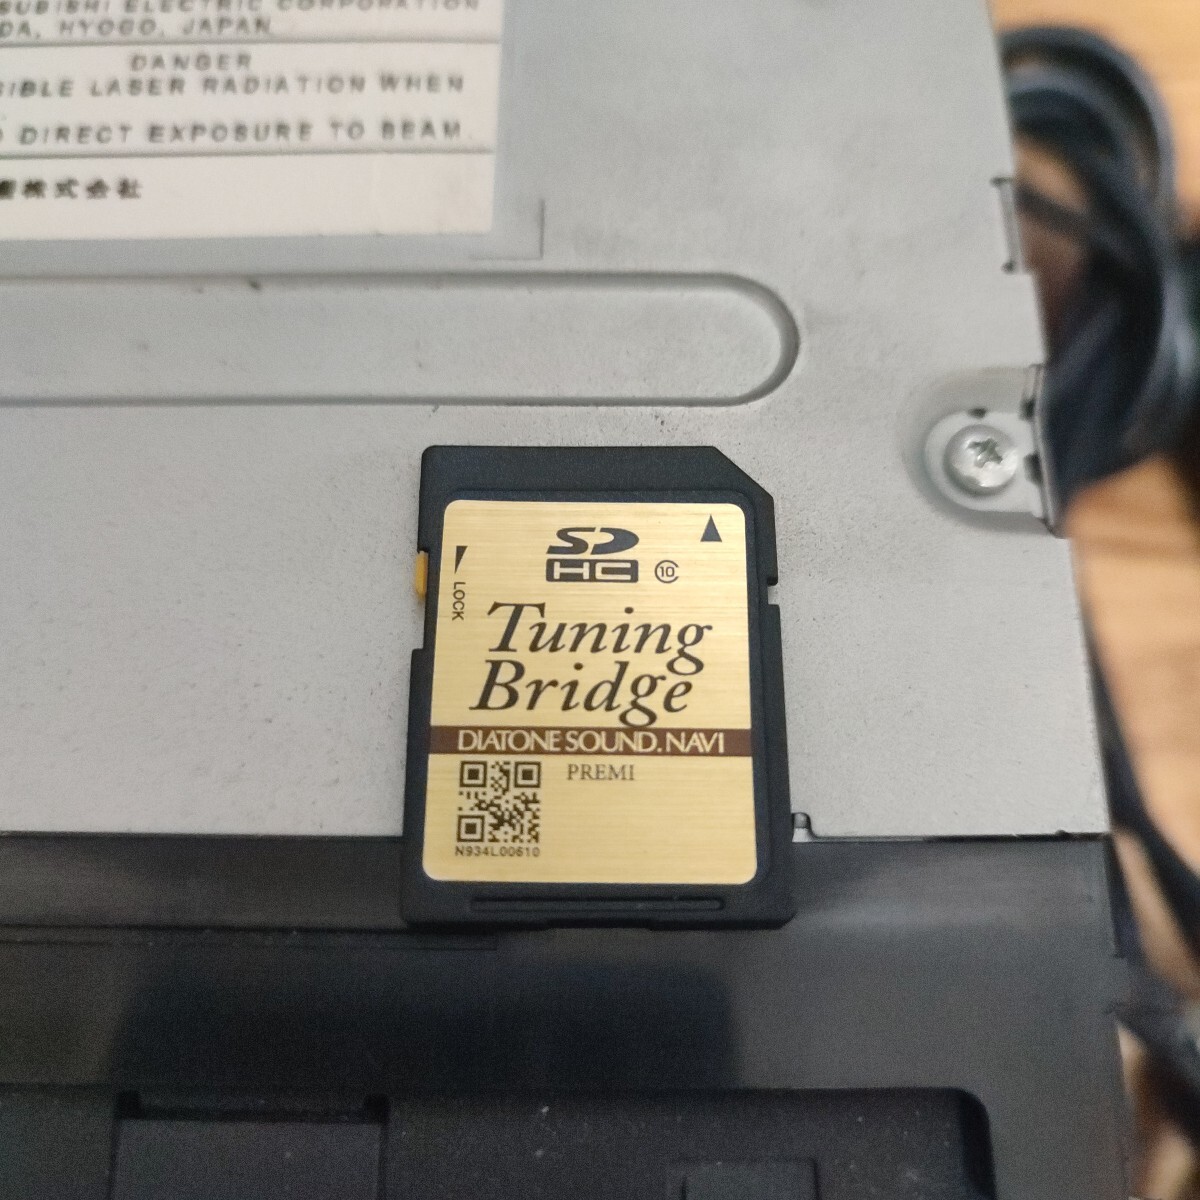 SUBISHI ELECTRIC CORPORATION
DA, HYOGO, JAPAN
DANGER
SIBLE LASER RADIATION WHEN
DIRECT EXPOSURE TO BEAM.
株式会社
SD
HC 10
LOCK
Tuning
Bridge
DIATONE SOUND.NAVI
PREMI
N934L00610